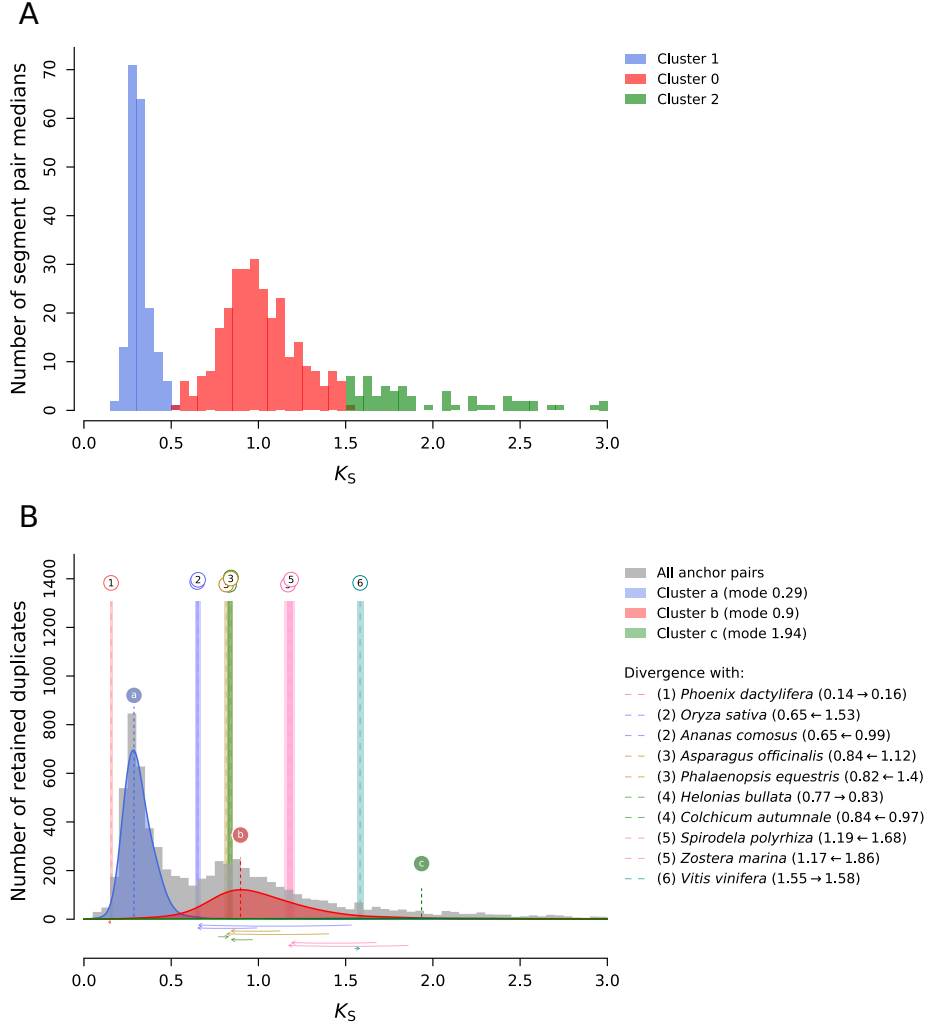 A
Number of segment pair medians
70
60
50
40
30
20
10
0
0.0 0.5 1.0 1.5 2.0 2.5 3.0
KS
Cluster 1
Cluster 0
Cluster 2
B
Number of retained duplicates
1400
1200
1000
800
600
400
200
0
1 2 3 5 6
a
b
c
0.0 0.5 1.0 1.5 2.0 2.5 3.0
KS
All anchor pairs
Cluster a (mode 0.29)
Cluster b (mode 0.9)
Cluster c (mode 1.94)
Divergence with:
(1) Phoenix dactylifera (0.14→0.16)
(2) Oryza sativa (0.65←1.53)
(2) Ananas comosus (0.65←0.99)
(3) Asparagus officinalis (0.84←1.12)
(3) Phalaenopsis equestris (0.82←1.4)
(4) Helonias bullata (0.77→0.83)
(4) Colchicum autumnale (0.84←0.97)
(5) Spirodela polyrhiza (1.19←1.68)
(5) Zostera marina (1.17←1.86)
(6) Vitis vinifera (1.55→1.58)